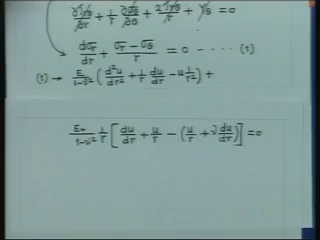 ∂τrθ/∂r + 1/r ∂σθ/∂θ + 2τrθ/r + γθ = 0
dσr/dr + (σr − σθ)/r = 0 ---- (1)
(1) → E/(1−ν²) (d²u/dr² + 1/r du/dr − u 1/r²) +
E/(1−ν²) 1/r [du/dr + u/r − (u/r + ν du/dr)] = 0